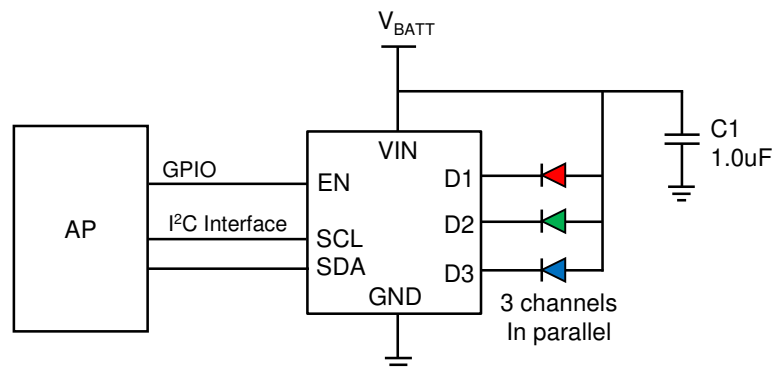 V_BATT
C1
1.0uF
VIN
GPIO
EN
D1
AP
I²C Interface
SCL
D2
SDA
D3
GND
3 channels
In parallel